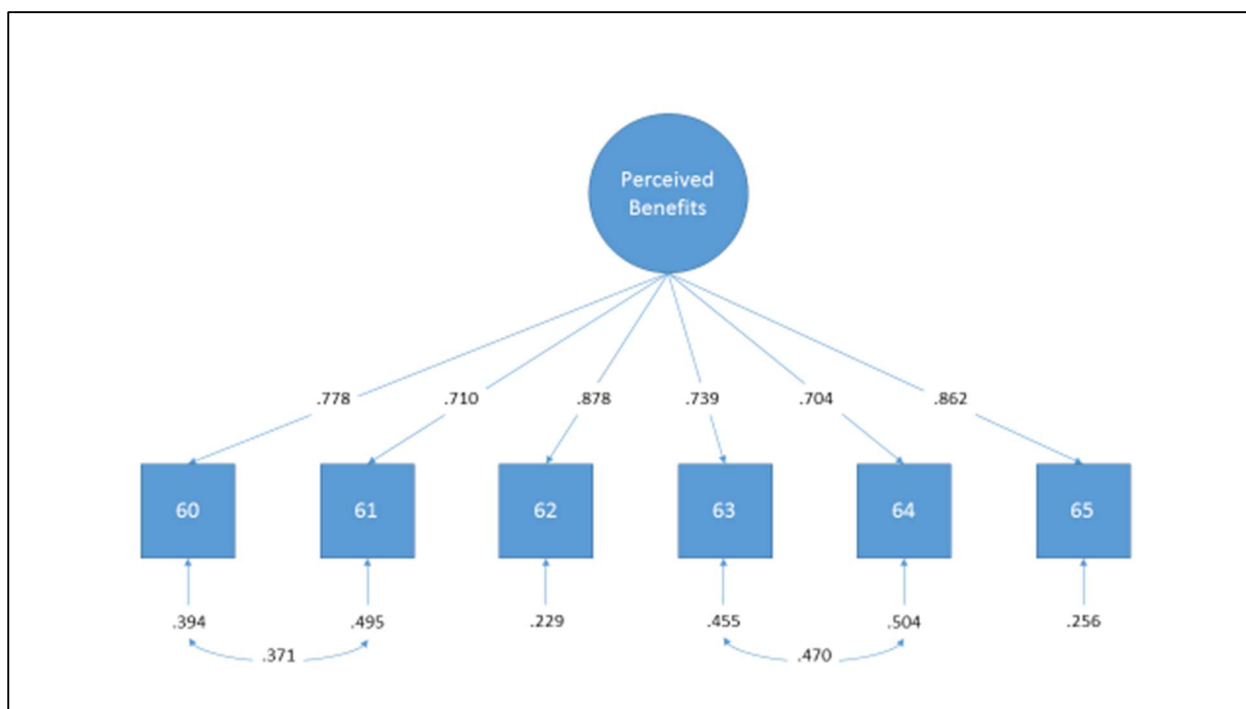 Perceived
Benefits
.778 .710 .878 .739 .704 .862
60 61 62 63 64 65
.394 .495 .229 .455 .504 .256
.371 .470